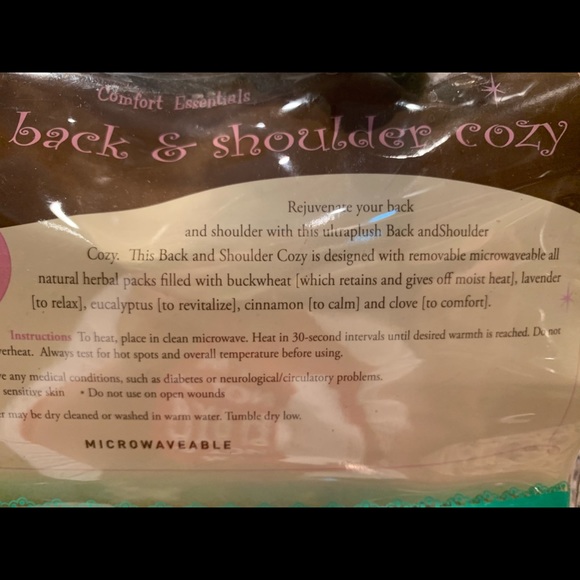 Comfort Essentials
back & shoulder cozy
Rejuvenate your back
and shoulder with this ultraplush Back andShoulder
Cozy. This Back and Shoulder Cozy is designed with removable microwaveable all
natural herbal packs filled with buckwheat [which retains and gives off moist heat], lavender
[to relax], eucalyptus [to revitalize], cinnamon [to calm] and clove [to comfort].
Instructions To heat, place in clean microwave. Heat in 30-second intervals until desired warmth is reached. Do not
verheat. Always test for hot spots and overall temperature before using.
e any medical conditions, such as diabetes or neurological/circulatory problems.
sensitive skin • Do not use on open wounds
may be dry cleaned or washed in warm water. Tumble dry low.
MICROWAVEABLE